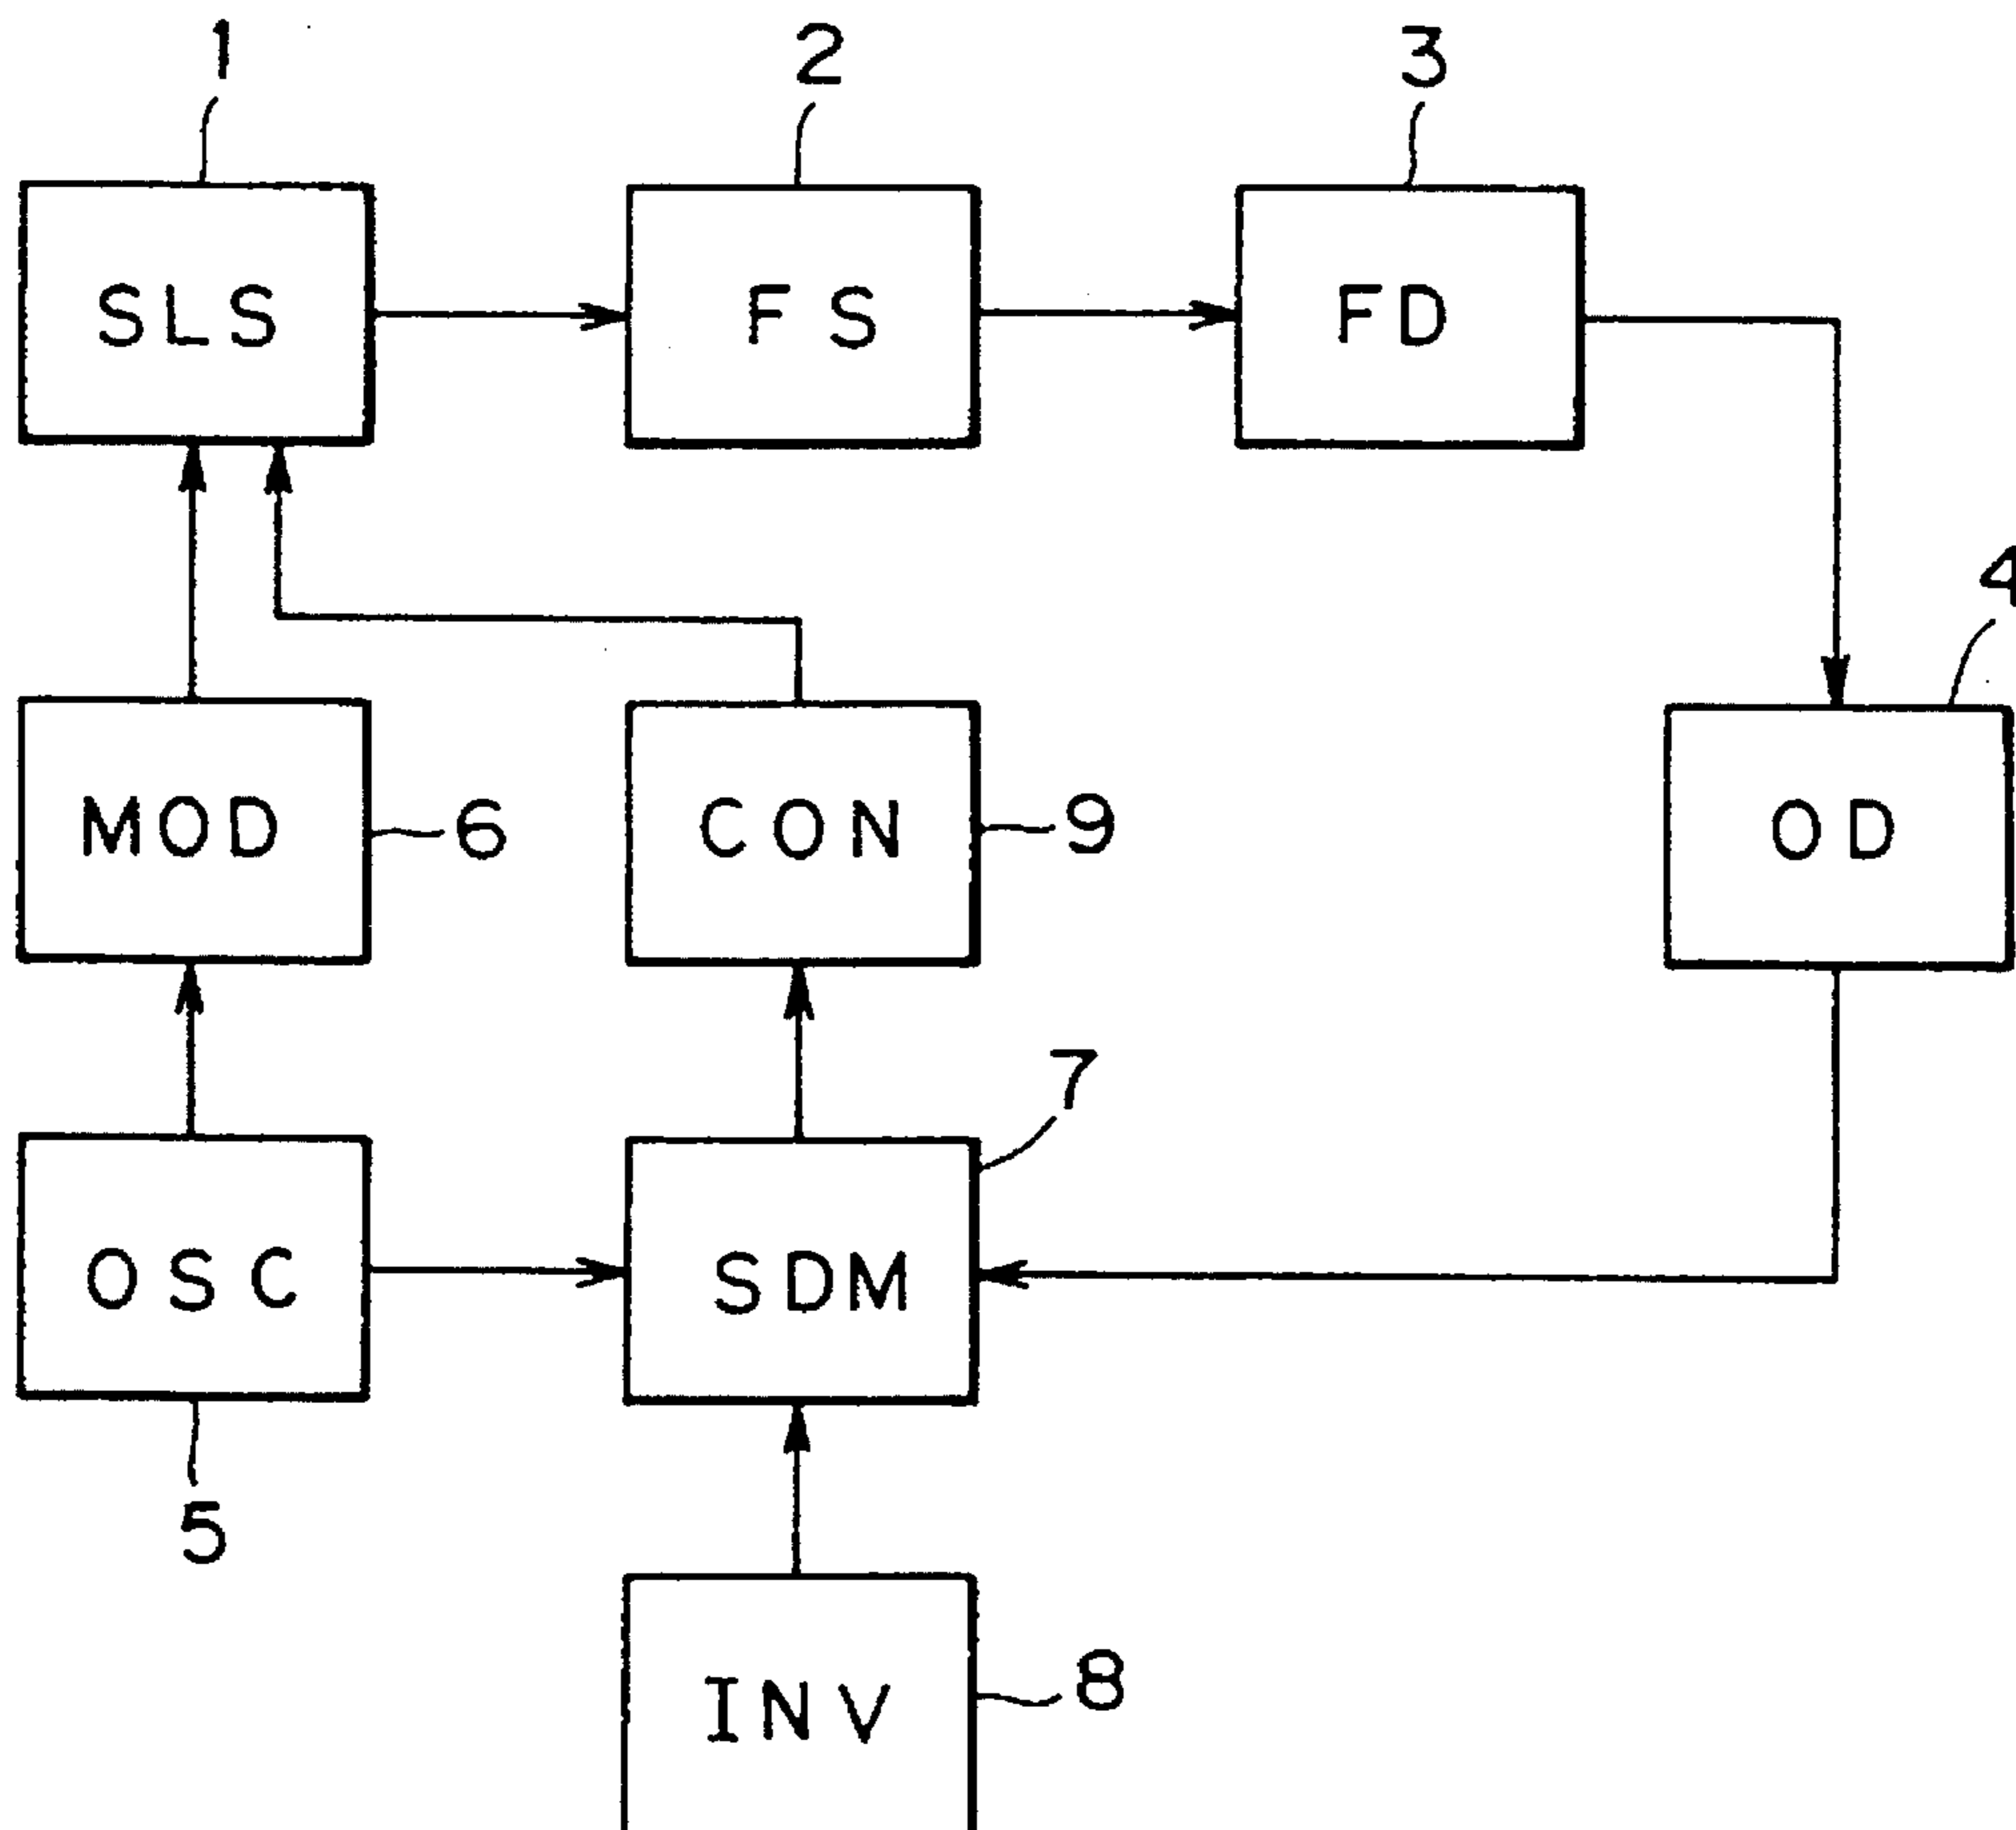 1 2 3
SLS FS FD
4
MOD 6 CON 9 OD
7
OSC SDM
5
INV 8